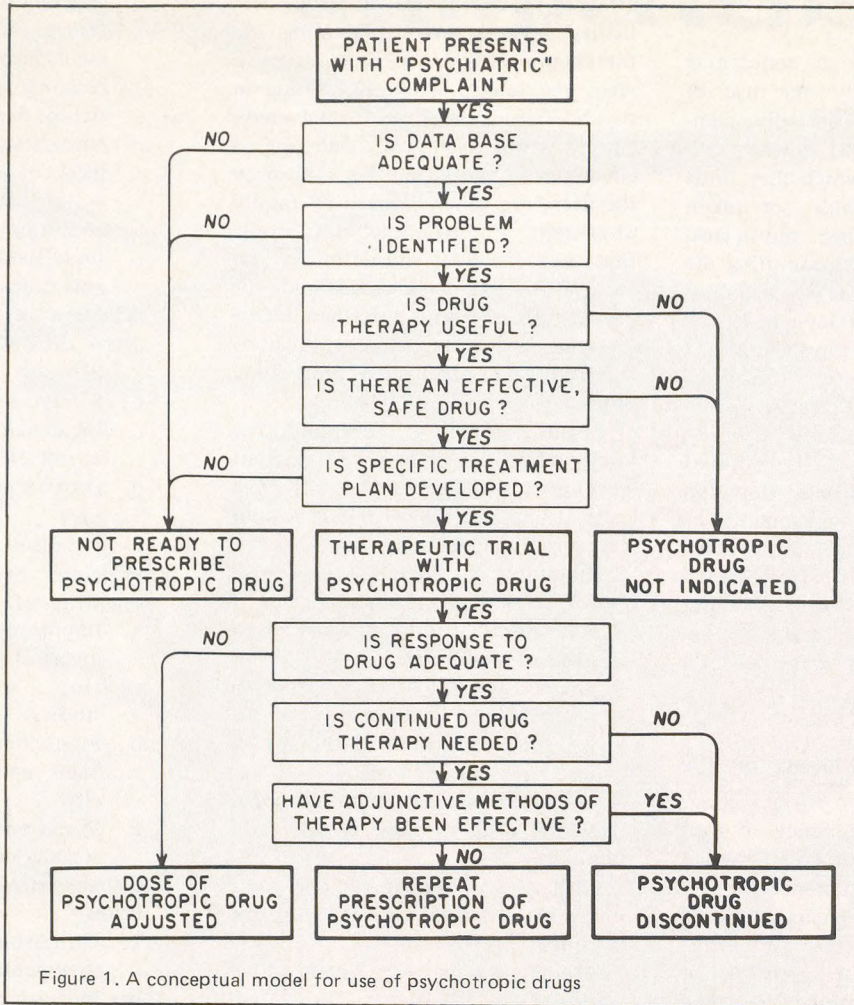 PATIENT PRESENTS
WITH "PSYCHIATRIC"
COMPLAINT
YES
NO
IS DATA BASE
ADEQUATE ?
YES
NO
IS PROBLEM
IDENTIFIED?
YES
IS DRUG
THERAPY USEFUL ?
NO
YES
IS THERE AN EFFECTIVE,
SAFE DRUG ?
NO
YES
NO
IS SPECIFIC TREATMENT
PLAN DEVELOPED ?
YES
NOT READY TO
PRESCRIBE
PSYCHOTROPIC DRUG
THERAPEUTIC TRIAL
WITH
PSYCHOTROPIC DRUG
PSYCHOTROPIC
DRUG
NOT INDICATED
YES
NO
IS RESPONSE TO
DRUG ADEQUATE ?
YES
IS CONTINUED DRUG
THERAPY NEEDED ?
NO
YES
HAVE ADJUNCTIVE METHODS OF
THERAPY BEEN EFFECTIVE ?
YES
NO
DOSE OF
PSYCHOTROPIC DRUG
ADJUSTED
REPEAT
PRESCRIPTION OF
PSYCHOTROPIC DRUG
PSYCHOTROPIC
DRUG
DISCONTINUED
Figure 1. A conceptual model for use of psychotropic drugs